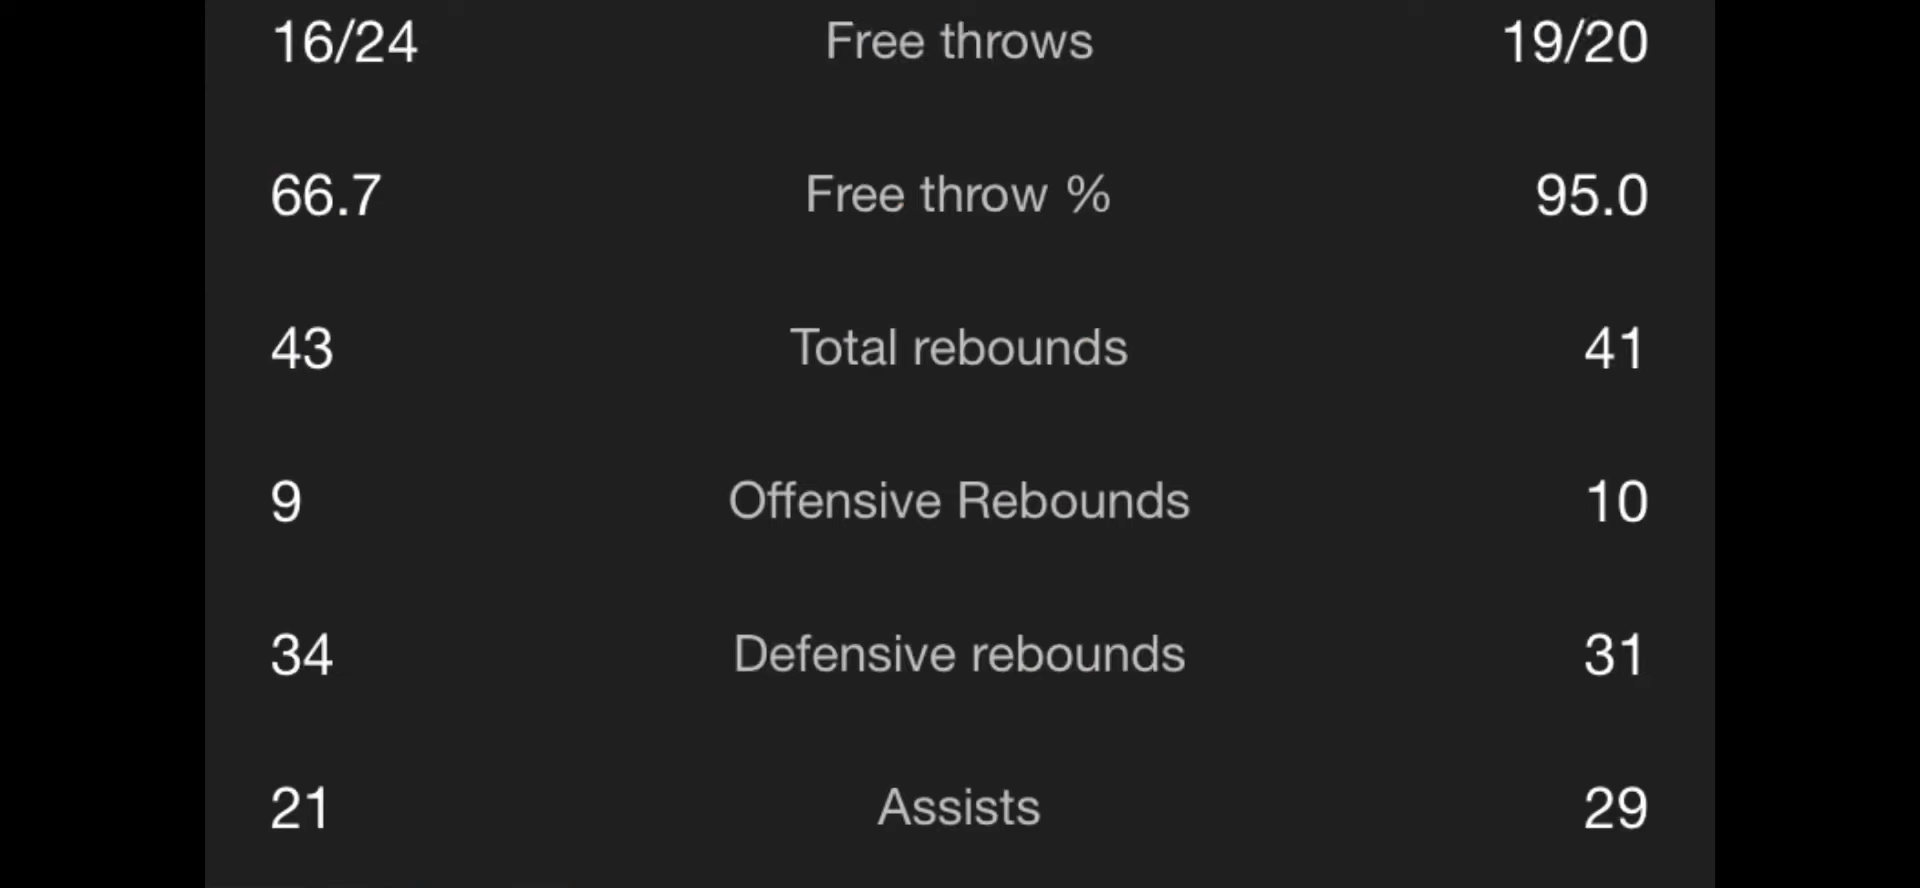 16/24 Free throws 19/20
66.7 Free throw % 95.0
43 Total rebounds 41
9 Offensive Rebounds 10
34 Defensive rebounds 31
21 Assists 29